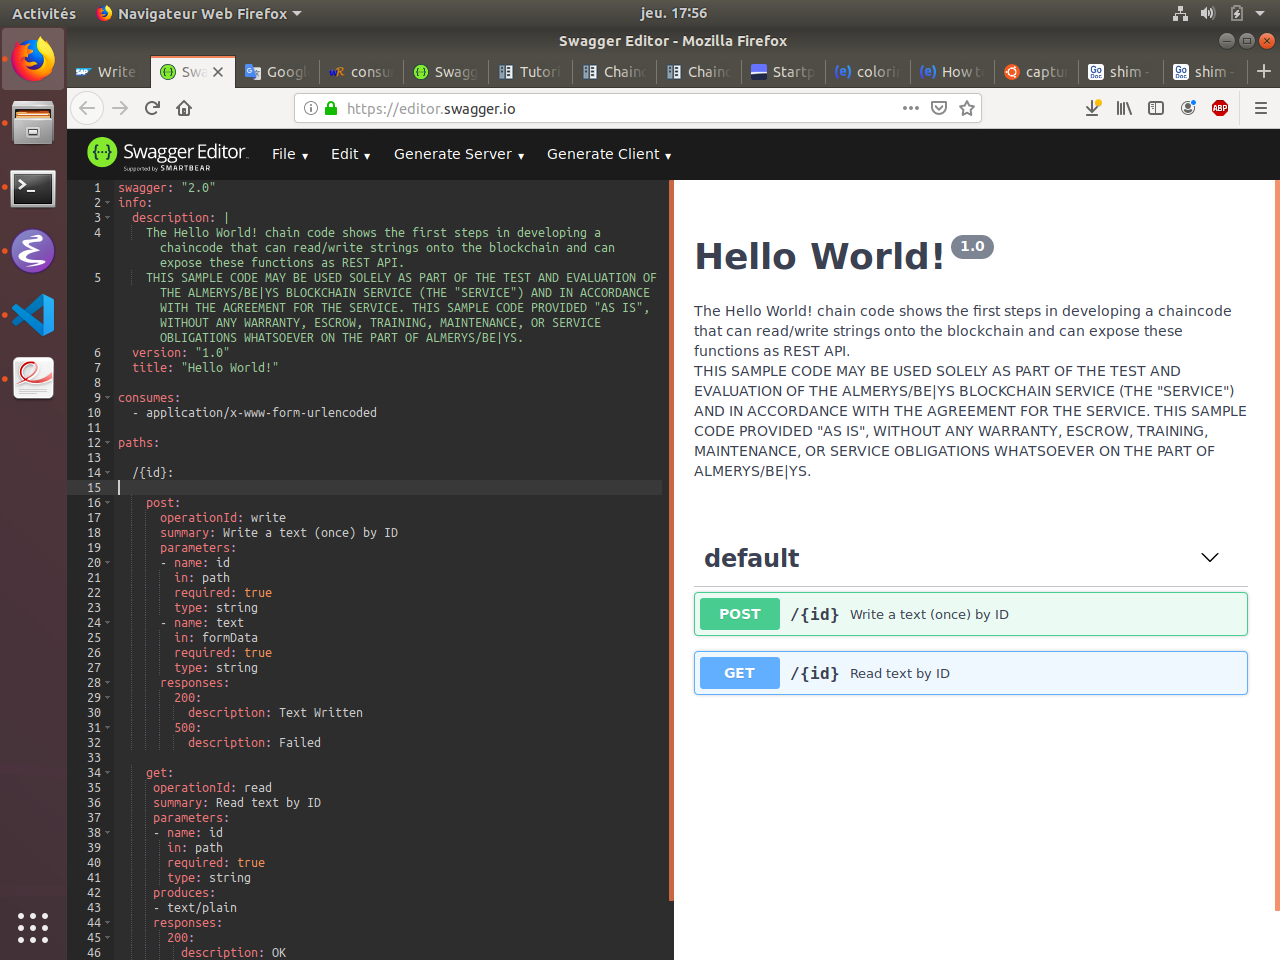 Activités Navigateur Web Firefox jeu. 17:56
Swagger Editor - Mozilla Firefox
Write Swa Googl consu Swagg Tutori Chain Chain Startp colorin How t captur shim - shim -
https://editor.swagger.io ABP
Swagger Editor File Edit Generate Server Generate Client
Supported by SMARTBEAR
1 swagger: "2.0"
2 info:
3 description: |
4 The Hello World! chain code shows the first steps in developing a
chaincode that can read/write strings onto the blockchain and can
expose these functions as REST API.
5 THIS SAMPLE CODE MAY BE USED SOLELY AS PART OF THE TEST AND EVALUATION OF
THE ALMERYS/BE|YS BLOCKCHAIN SERVICE (THE "SERVICE") AND IN ACCORDANCE
WITH THE AGREEMENT FOR THE SERVICE. THIS SAMPLE CODE PROVIDED "AS IS",
WITHOUT ANY WARRANTY, ESCROW, TRAINING, MAINTENANCE, OR SERVICE
OBLIGATIONS WHATSOEVER ON THE PART OF ALMERYS/BE|YS.
6 version: "1.0"
7 title: "Hello World!"
8
9 consumes:
10 - application/x-www-form-urlencoded
11
12 paths:
13
14 /{id}:
15
16 post:
17 operationId: write
18 summary: Write a text (once) by ID
19 parameters:
20 - name: id
21 in: path
22 required: true
23 type: string
24 - name: text
25 in: formData
26 required: true
27 type: string
28 responses:
29 200:
30 description: Text Written
31 500:
32 description: Failed
33
34 get:
35 operationId: read
36 summary: Read text by ID
37 parameters:
38 - name: id
39 in: path
40 required: true
41 type: string
42 produces:
43 - text/plain
44 responses:
45 200:
46 description: OK
Hello World! 1.0
The Hello World! chain code shows the first steps in developing a chaincode
that can read/write strings onto the blockchain and can expose these
functions as REST API.
THIS SAMPLE CODE MAY BE USED SOLELY AS PART OF THE TEST AND
EVALUATION OF THE ALMERYS/BE|YS BLOCKCHAIN SERVICE (THE "SERVICE")
AND IN ACCORDANCE WITH THE AGREEMENT FOR THE SERVICE. THIS SAMPLE
CODE PROVIDED "AS IS", WITHOUT ANY WARRANTY, ESCROW, TRAINING,
MAINTENANCE, OR SERVICE OBLIGATIONS WHATSOEVER ON THE PART OF
ALMERYS/BE|YS.
default
POST /{id} Write a text (once) by ID
GET /{id} Read text by ID